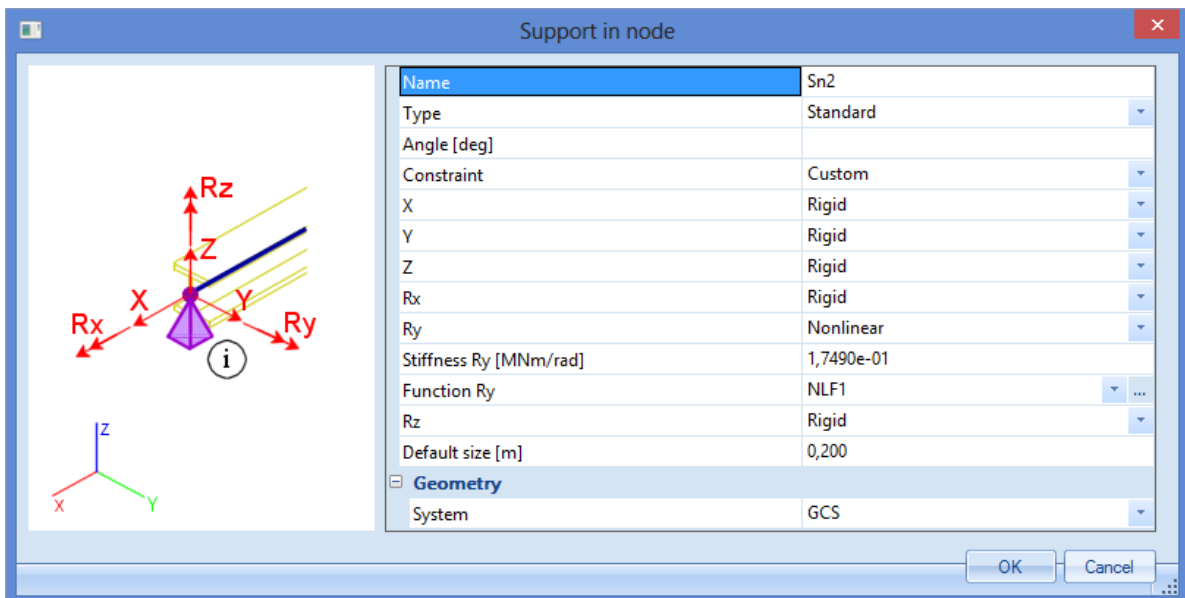 Support in node
Name Sn2
Type Standard
Angle [deg]
Constraint Custom
X Rigid
Y Rigid
Z Rigid
Rx Rigid
Ry Nonlinear
Stiffness Ry [MNm/rad] 1,7490e-01
Function Ry NLF1 ...
Rz Rigid
Default size [m] 0,200
Geometry
System GCS
Rz
Z
X Y
Rx Ry
i
Z
X Y
OK Cancel